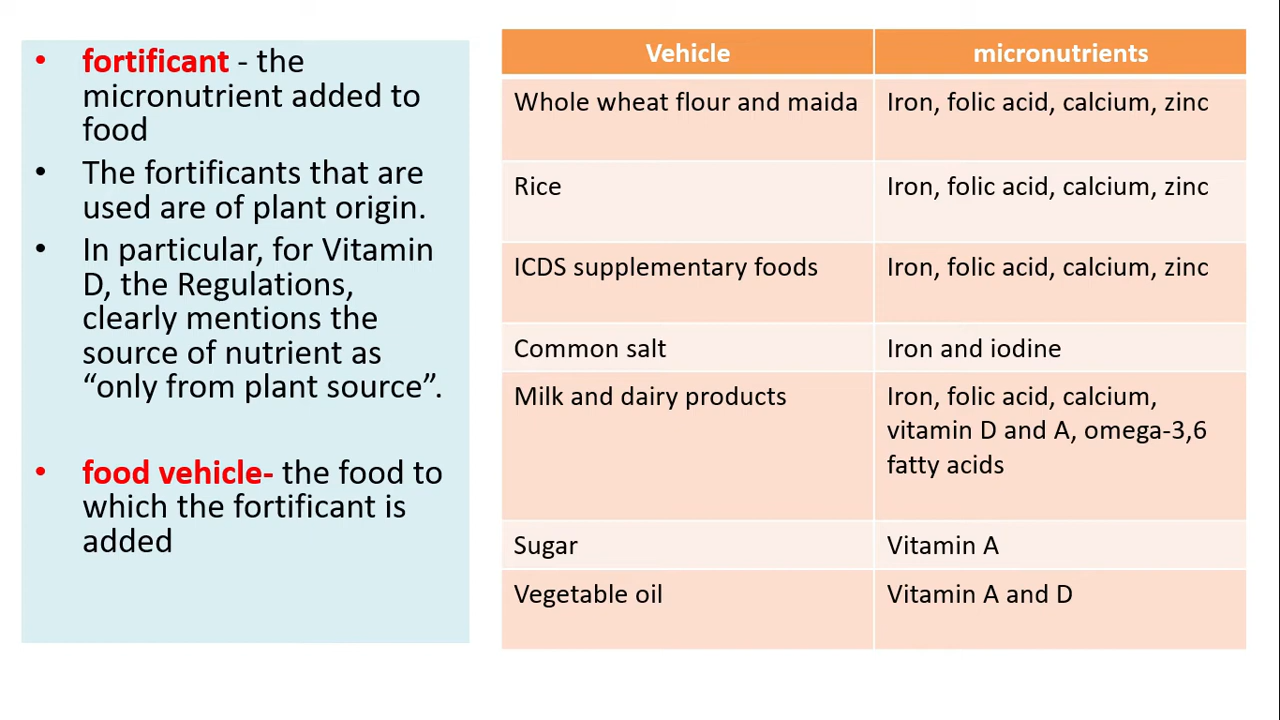 fortificant - the
micronutrient added to
food
The fortificants that are
used are of plant origin.
In particular, for Vitamin
D, the Regulations,
clearly mentions the
source of nutrient as
“only from plant source”.
food vehicle- the food to
which the fortificant is
added
Vehicle micronutrients
Whole wheat flour and maida Iron, folic acid, calcium, zinc
Rice Iron, folic acid, calcium, zinc
ICDS supplementary foods Iron, folic acid, calcium, zinc
Common salt Iron and iodine
Milk and dairy products Iron, folic acid, calcium,
vitamin D and A, omega-3,6
fatty acids
Sugar Vitamin A
Vegetable oil Vitamin A and D